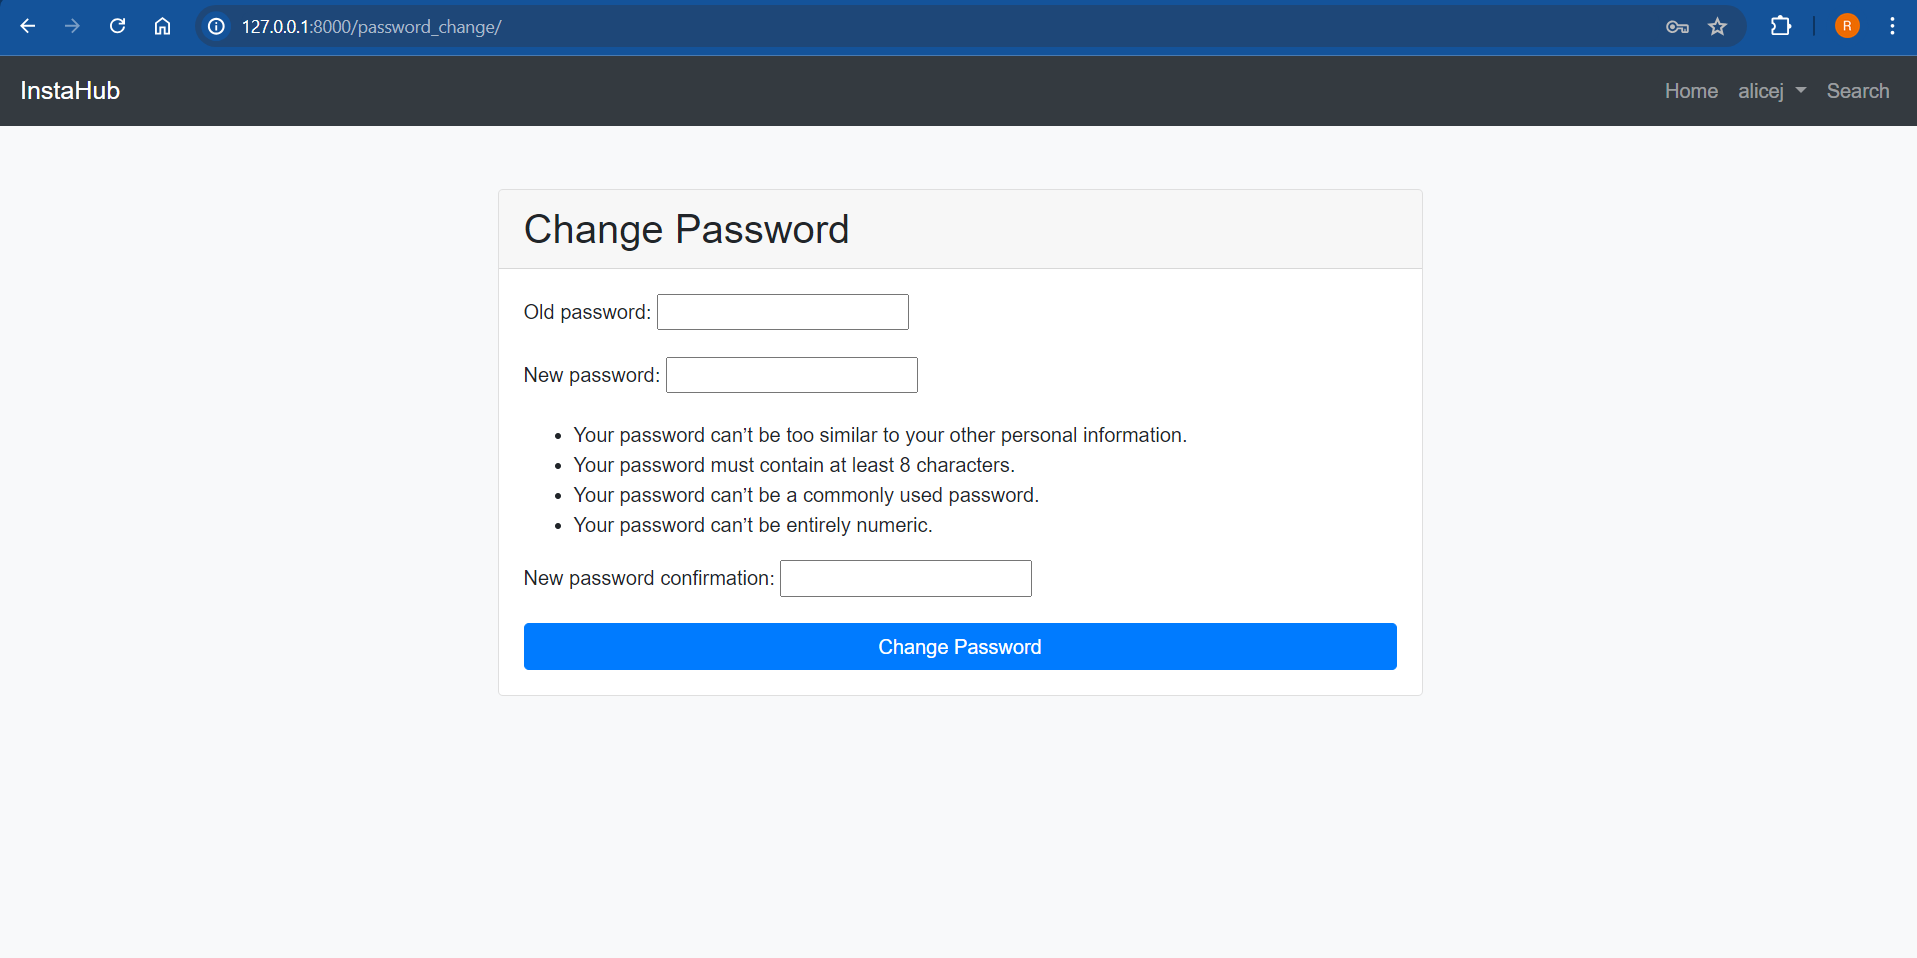 127.0.0.1:8000/password_change/
R
InstaHub
Home alicej Search
Change Password
Old password:
New password:
Your password can’t be too similar to your other personal information.
Your password must contain at least 8 characters.
Your password can’t be a commonly used password.
Your password can’t be entirely numeric.
New password confirmation:
Change Password